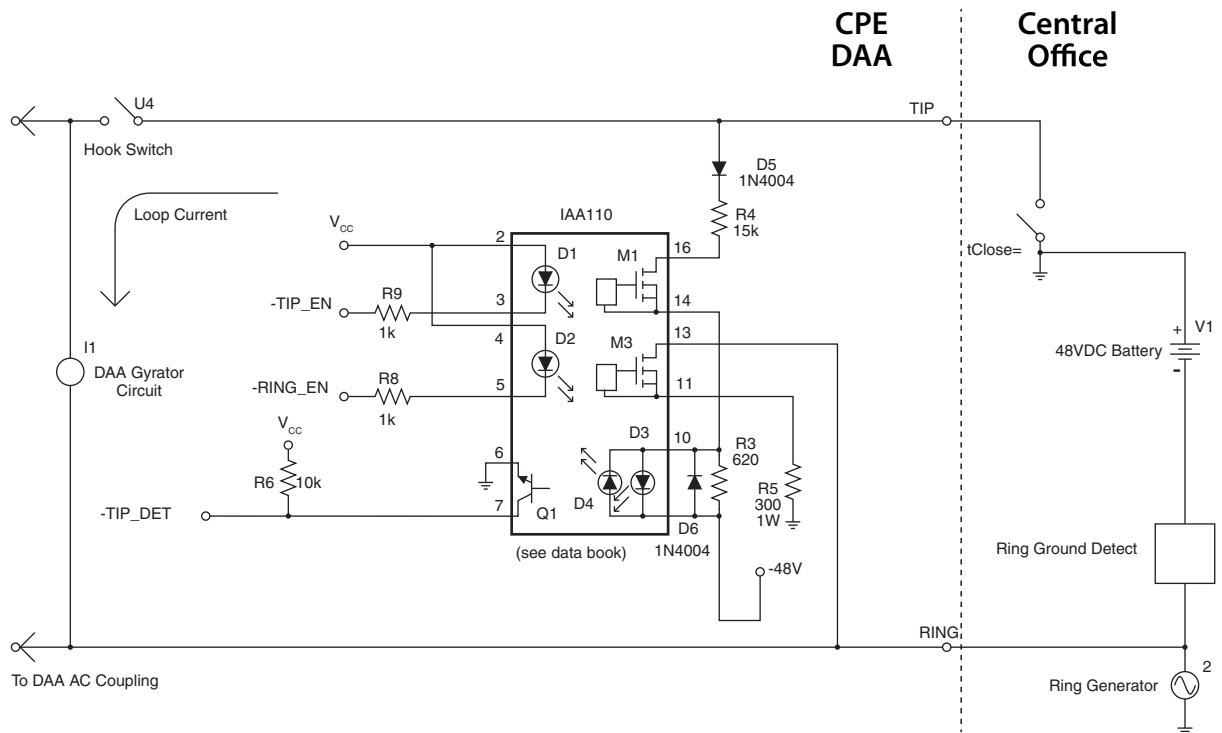 CPE
DAA
Central
Office
U4
Hook Switch
TIP
D5
1N4004
R4
15k
Loop Current
IAA110
VCC
2
D1
M1
16
tClose=
-TIP_EN
R9
1k
3
14
4
D2
M3
13
V1
+
48VDC Battery
-
I1
DAA Gyrator
Circuit
-RING_EN
R8
1k
5
11
VCC
R6
10k
6
D3
10
R3
620
D4
R5
300
1W
-TIP_DET
7
Q1
D6
1N4004
(see data book)
-48V
Ring Ground Detect
RING
To DAA AC Coupling
2
Ring Generator